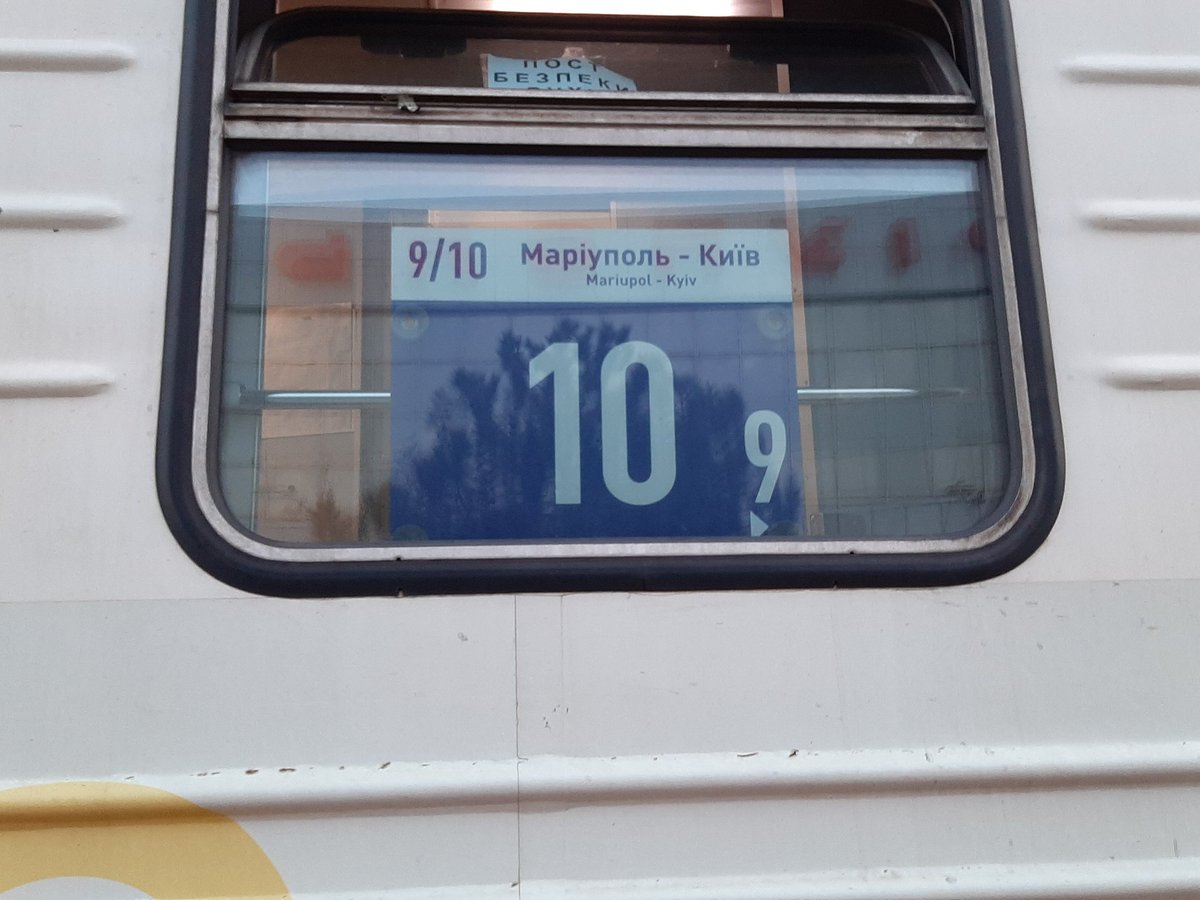 ПОСТ
БЕЗПЕКИ
9/10 Маріуполь - Київ
Mariupol - Kyiv
10
9